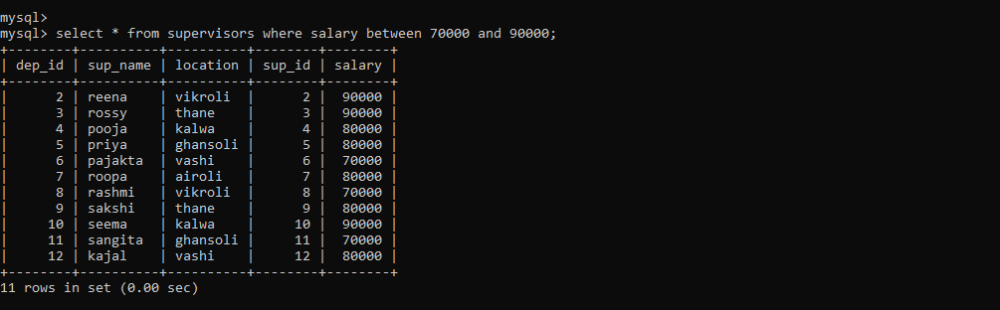 mysql>
mysql> select * from supervisors where salary between 70000 and 90000;
+--------+----------+----------+--------+--------+
| dep_id | sup_name | location | sup_id | salary |
+--------+----------+----------+--------+--------+
|      2 | reena    | vikroli  |      2 |  90000 |
|      3 | rossy    | thane    |      3 |  90000 |
|      4 | pooja    | kalwa    |      4 |  80000 |
|      5 | priya    | ghansoli |      5 |  80000 |
|      6 | pajakta  | vashi    |      6 |  70000 |
|      7 | roopa    | airoli   |      7 |  80000 |
|      8 | rashmi   | vikroli  |      8 |  70000 |
|      9 | sakshi   | thane    |      9 |  80000 |
|     10 | seema    | kalwa    |     10 |  90000 |
|     11 | sangita  | ghansoli |     11 |  70000 |
|     12 | kajal    | vashi    |     12 |  80000 |
+--------+----------+----------+--------+--------+
11 rows in set (0.00 sec)